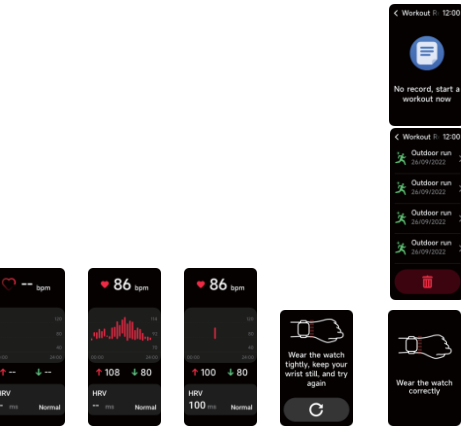 Workout R 12:00
No record, start a
workout now
Workout R 12:00
Outdoor run
26/09/2022
Outdoor run
26/09/2022
Outdoor run
26/09/2022
Outdoor run
26/09/2022
-- bpm
↑ -- ↓ --
HRV
-- ms Normal
86 bpm
↑ 108 ↓ 80
HRV
-- ms Normal
86 bpm
↑ 100 ↓ 80
HRV
100 ms Normal
Wear the watch
tightly, keep your
wrist still, and try
again
Wear the watch
correctly